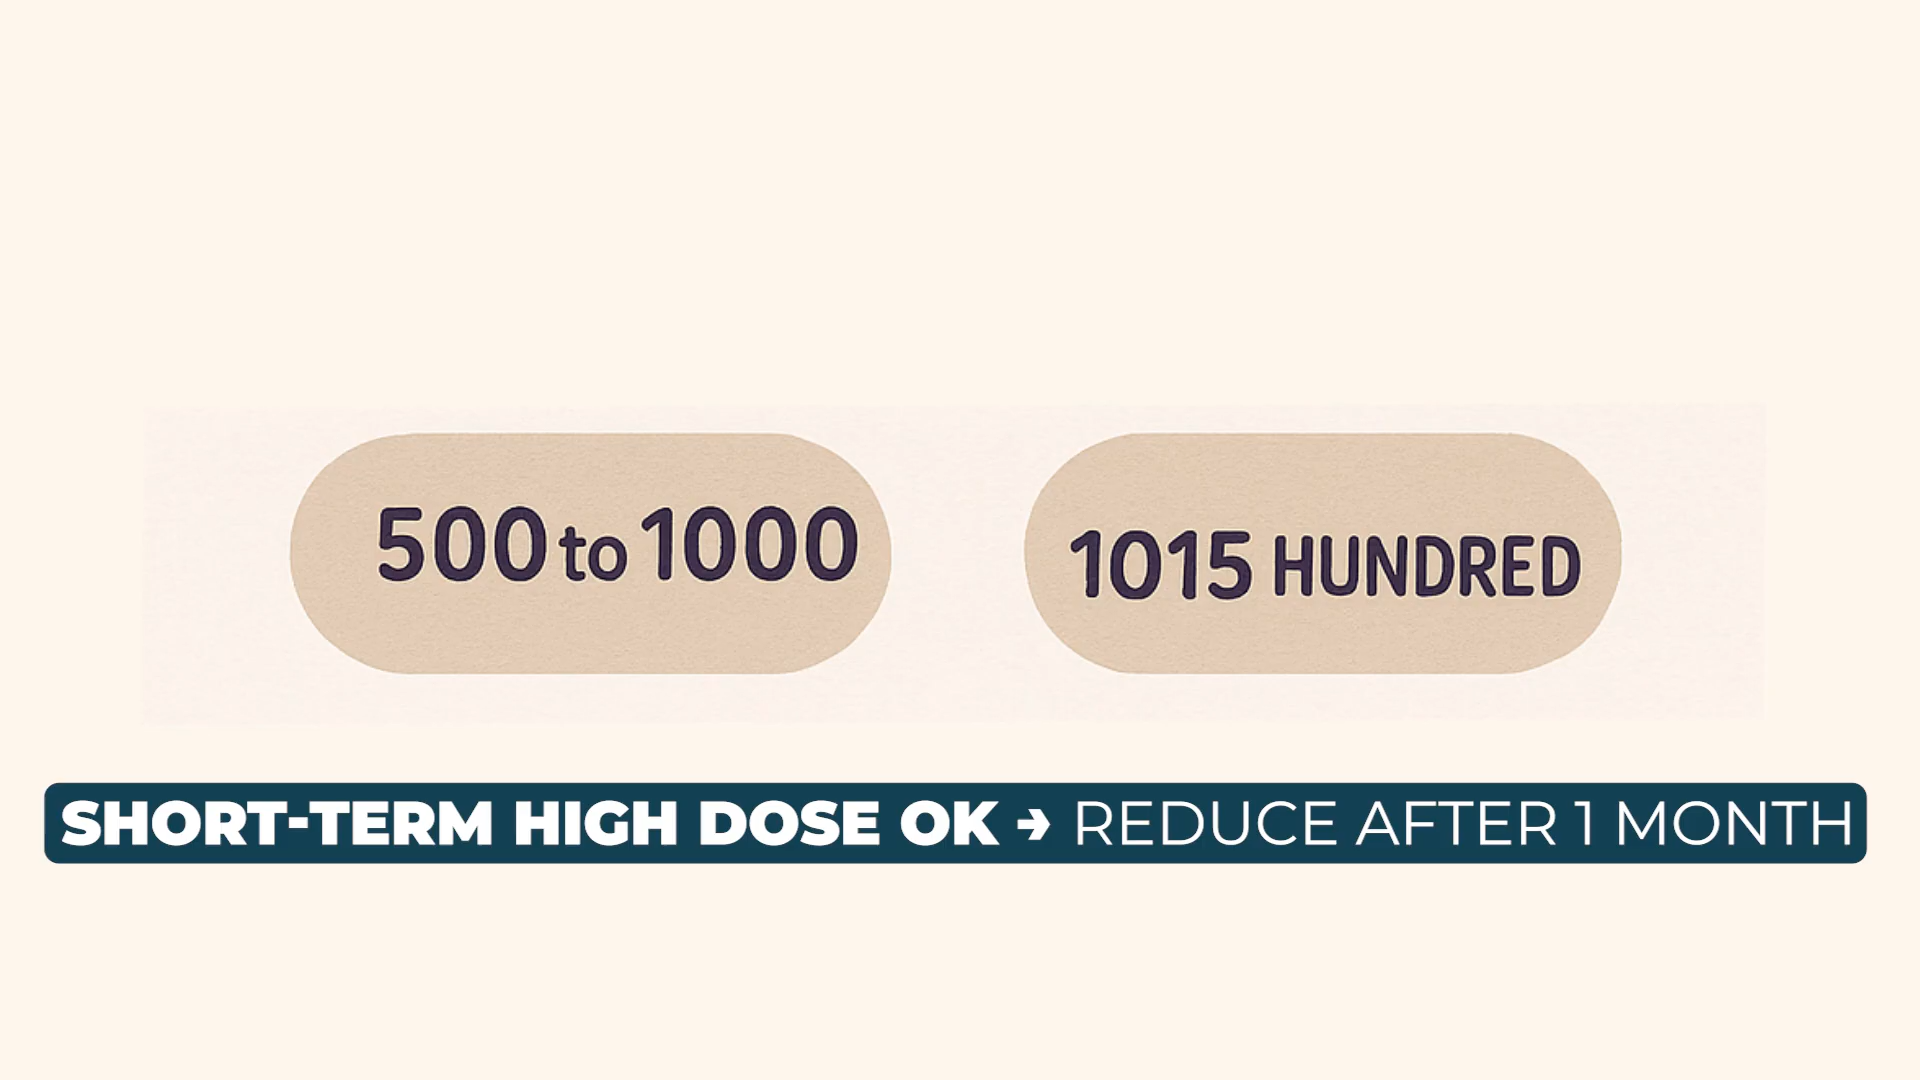 500 to 1000
1015 HUNDRED
SHORT-TERM HIGH DOSE OK → REDUCE AFTER 1 MONTH